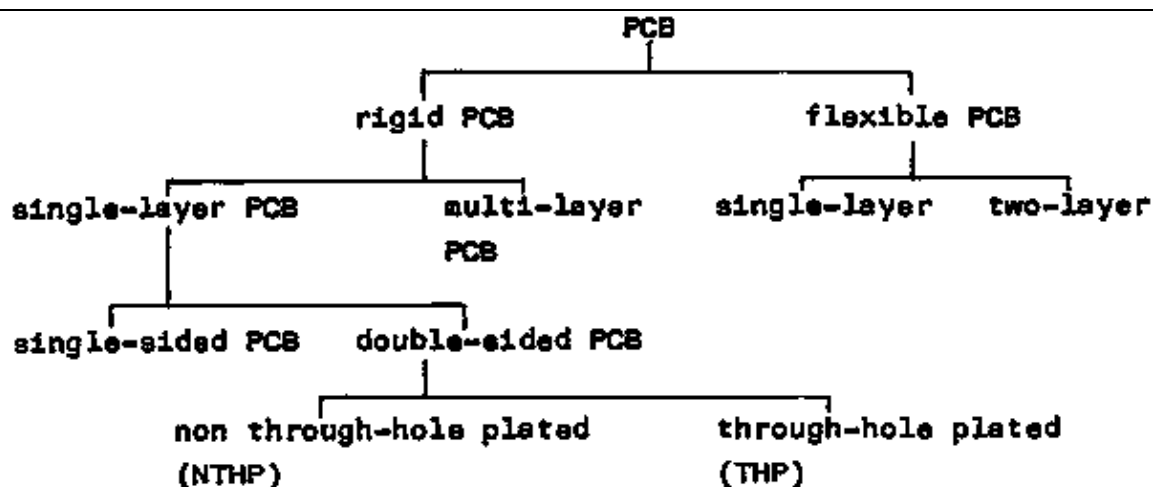 PCB
rigid PCB flexible PCB
single-layer PCB multi-layer PCB single-layer two-layer
single-sided PCB double-sided PCB
non through-hole plated (NTHP) through-hole plated (THP)